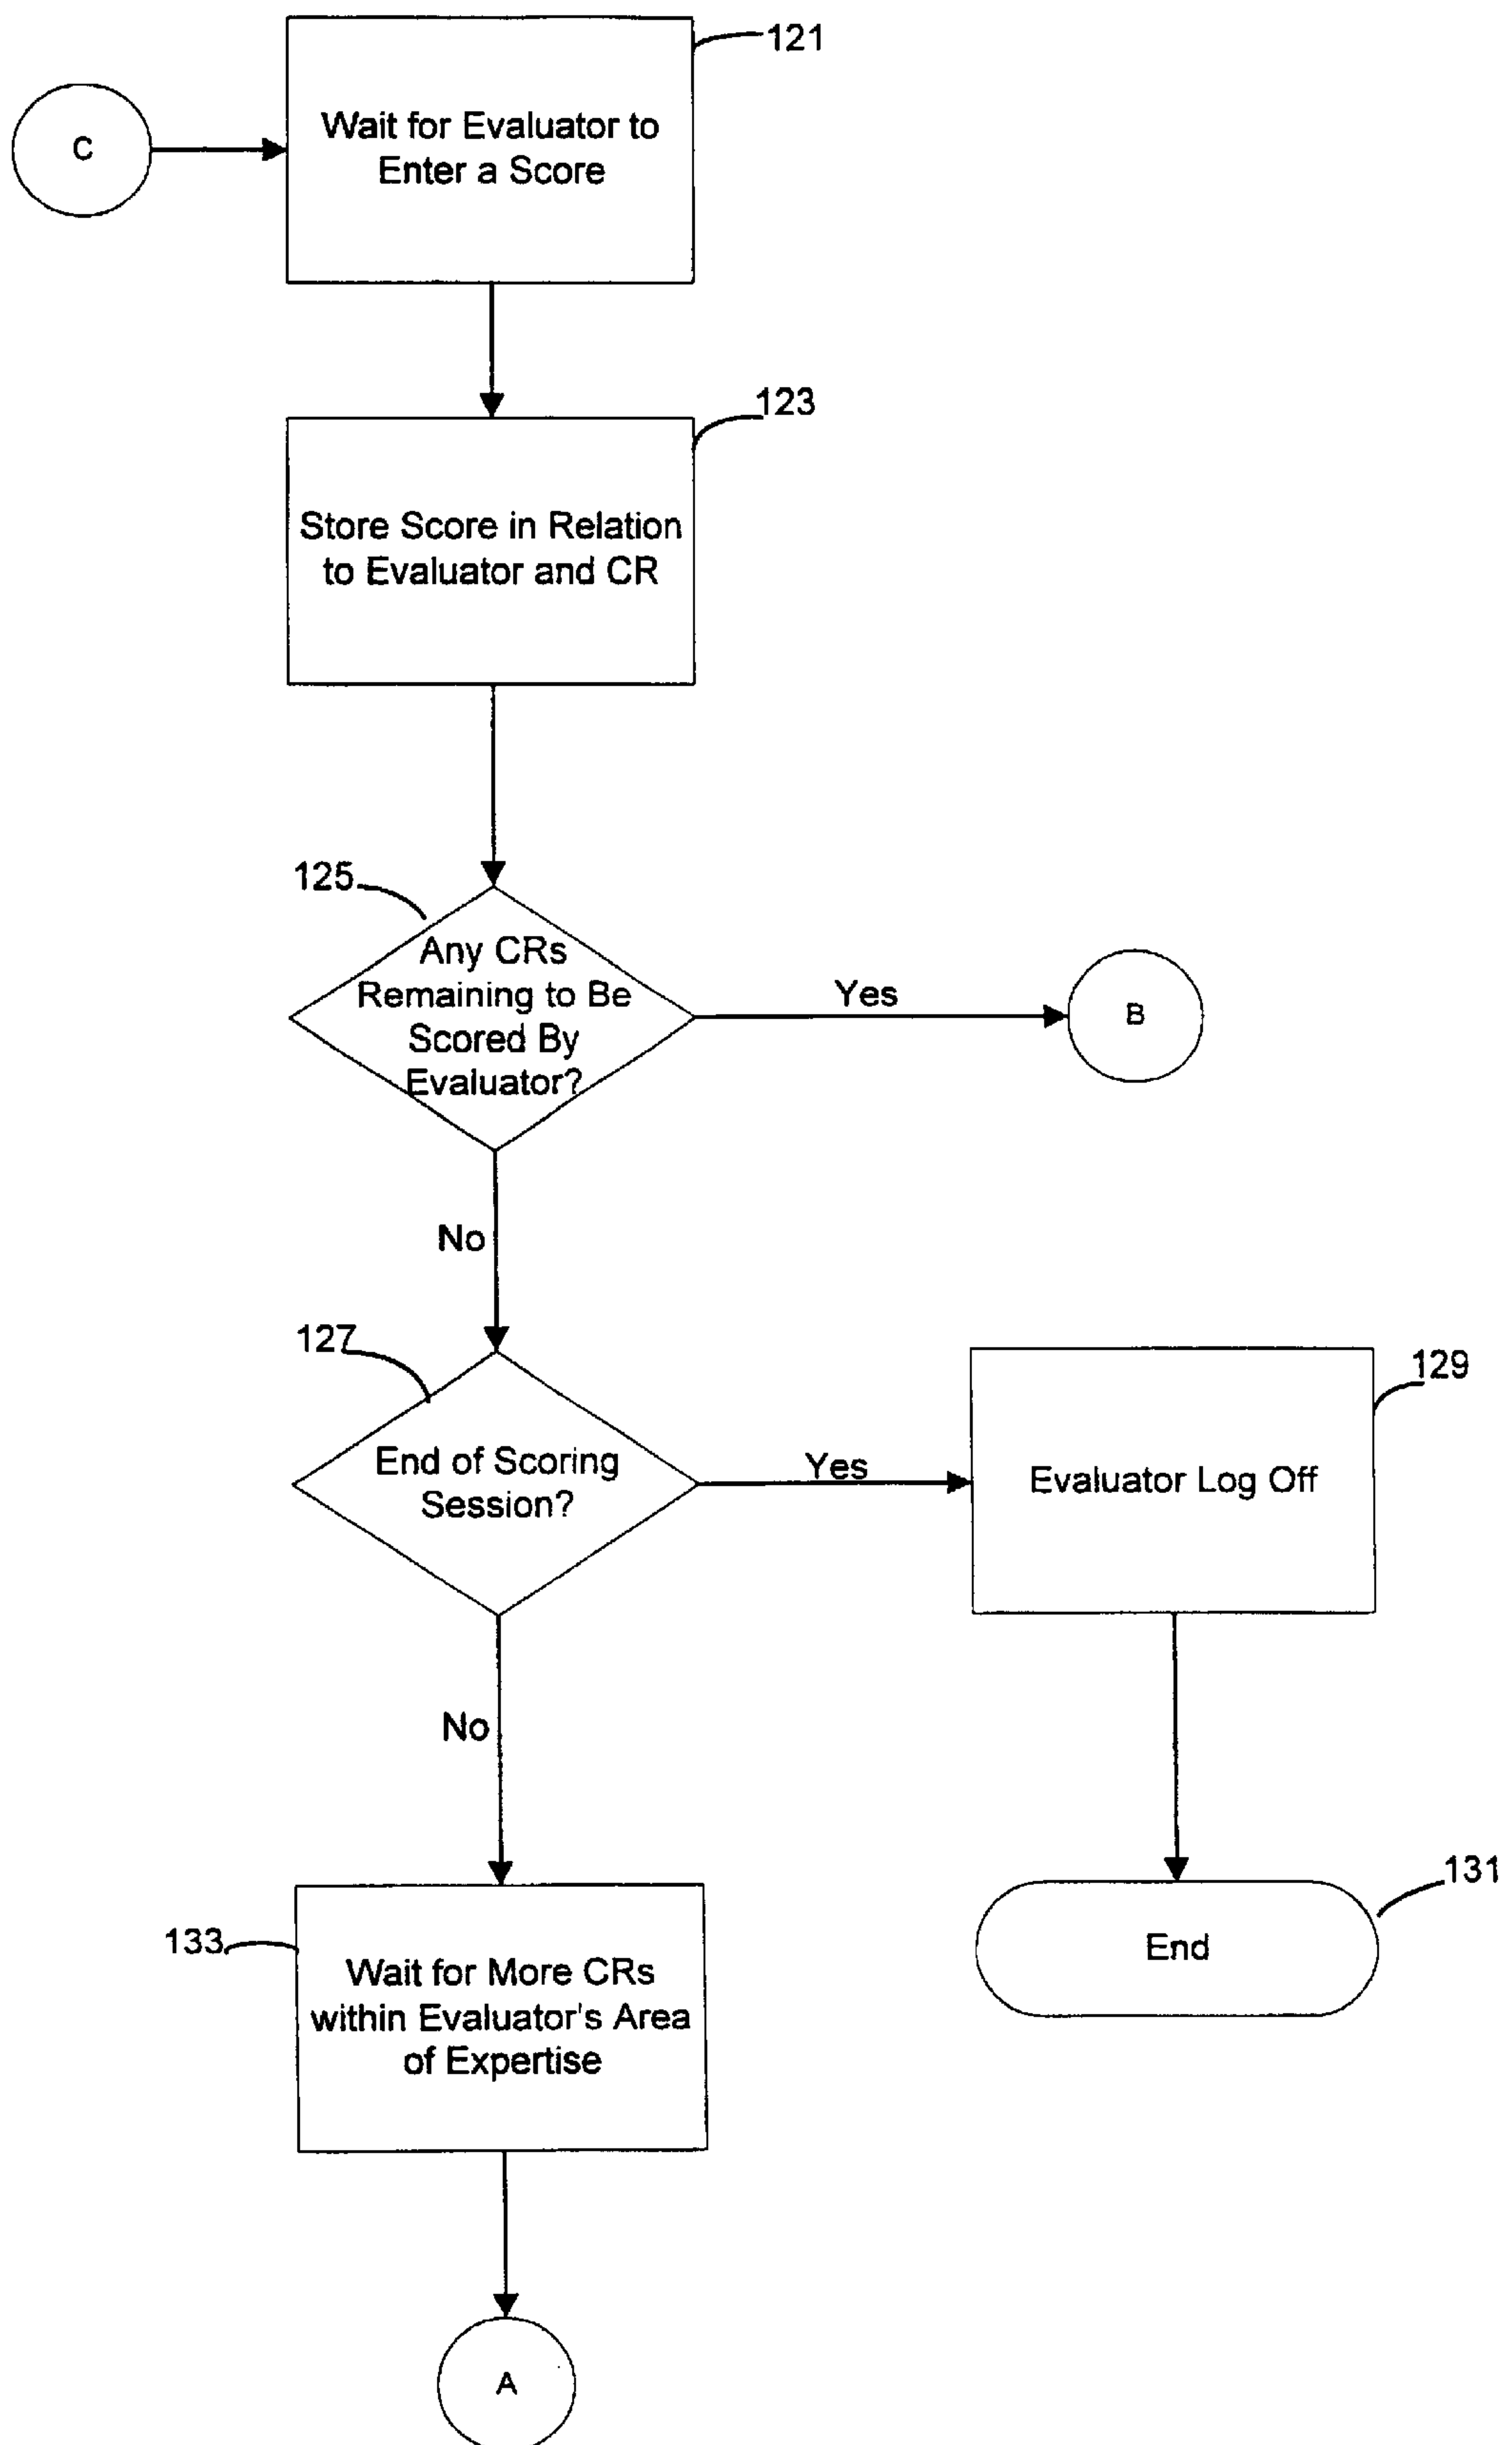 121
C
Wait for Evaluator to
Enter a Score
123
Store Score in Relation
to Evaluator and CR
125
Any CRs
Remaining to Be
Scored By
Evaluator?
Yes
B
No
127
End of Scoring
Session?
Yes
129
Evaluator Log Off
No
131
End
133
Wait for More CRs
within Evaluator's Area
of Expertise
A